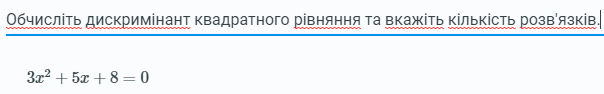 Обчисліть дискримінант квадратного рівняння та вкажіть кількість розв'язків.
3x² + 5x + 8 = 0